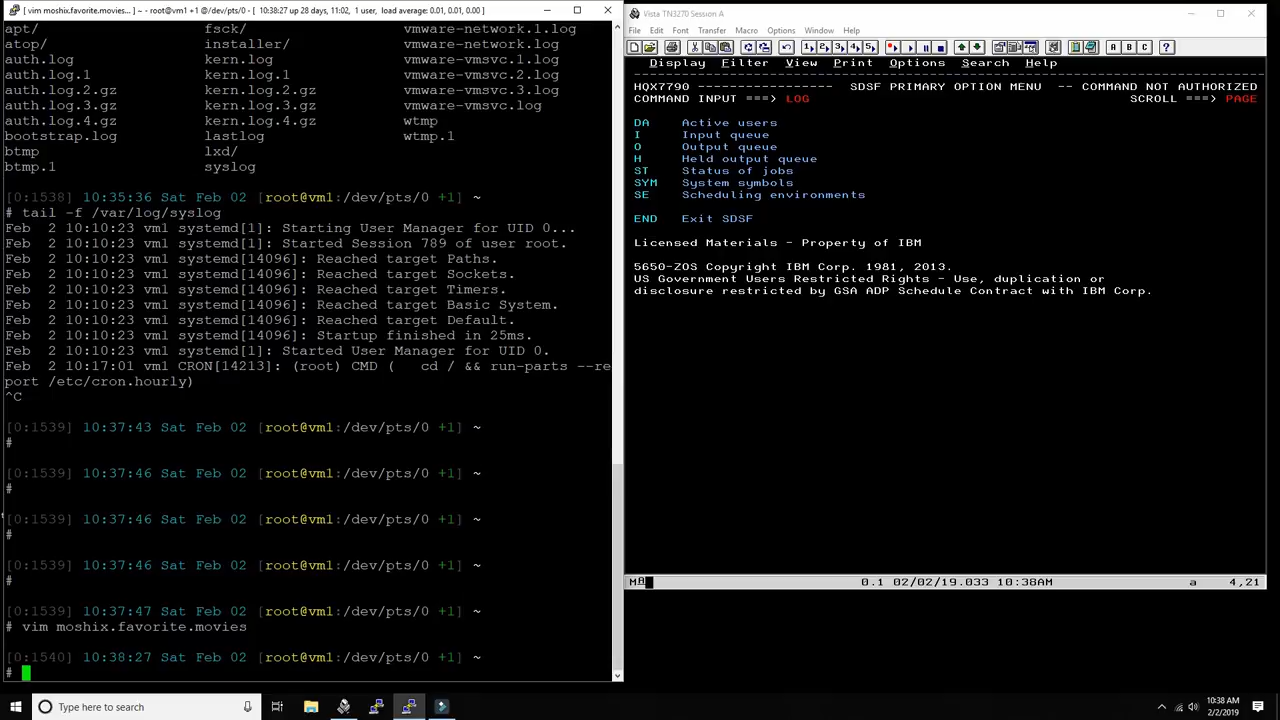 [ vim moshix.favorite.movies...] ~ - root@vm1 +1 @/dev/pts/0 - [ 10:38:27 up 28 days, 11:02, 1 user, load average: 0.01, 0.01, 0.00 ]
apt/ fsck/ vmware-network.1.log
atop/ installer/ vmware-network.log
auth.log kern.log vmware-vmsvc.1.log
auth.log.1 kern.log.1 vmware-vmsvc.2.log
auth.log.2.gz kern.log.2.gz vmware-vmsvc.3.log
auth.log.3.gz kern.log.3.gz vmware-vmsvc.log
auth.log.4.gz kern.log.4.gz wtmp
bootstrap.log lastlog wtmp.1
btmp lxd/
btmp.1 syslog
[0:1538] 10:35:36 Sat Feb 02 [root@vm1:/dev/pts/0 +1] ~
# tail -f /var/log/syslog
Feb 2 10:10:23 vm1 systemd[1]: Starting User Manager for UID 0...
Feb 2 10:10:23 vm1 systemd[1]: Started Session 789 of user root.
Feb 2 10:10:23 vm1 systemd[14096]: Reached target Paths.
Feb 2 10:10:23 vm1 systemd[14096]: Reached target Sockets.
Feb 2 10:10:23 vm1 systemd[14096]: Reached target Timers.
Feb 2 10:10:23 vm1 systemd[14096]: Reached target Basic System.
Feb 2 10:10:23 vm1 systemd[14096]: Reached target Default.
Feb 2 10:10:23 vm1 systemd[14096]: Startup finished in 25ms.
Feb 2 10:10:23 vm1 systemd[1]: Started User Manager for UID 0.
Feb 2 10:17:01 vm1 CRON[14213]: (root) CMD ( cd / && run-parts --re
port /etc/cron.hourly)
^C
[0:1539] 10:37:43 Sat Feb 02 [root@vm1:/dev/pts/0 +1] ~
#
[0:1539] 10:37:46 Sat Feb 02 [root@vm1:/dev/pts/0 +1] ~
#
[0:1539] 10:37:46 Sat Feb 02 [root@vm1:/dev/pts/0 +1] ~
#
[0:1539] 10:37:46 Sat Feb 02 [root@vm1:/dev/pts/0 +1] ~
#
[0:1539] 10:37:47 Sat Feb 02 [root@vm1:/dev/pts/0 +1] ~
# vim moshix.favorite.movies
[0:1540] 10:38:27 Sat Feb 02 [root@vm1:/dev/pts/0 +1] ~
#
Vista TN3270 Session A
File Edit Font Transfer Macro Options Window Help
1 2 3 4 5 A B C ?
Display Filter View Print Options Search Help
HQX7790 ----------------- SDSF PRIMARY OPTION MENU -- COMMAND NOT AUTHORIZED
COMMAND INPUT ===> LOG SCROLL ===> PAGE
DA Active users
I Input queue
O Output queue
H Held output queue
ST Status of jobs
SYM System symbols
SE Scheduling environments
END Exit SDSF
Licensed Materials - Property of IBM
5650-ZOS Copyright IBM Corp. 1981, 2013.
US Government Users Restricted Rights - Use, duplication or
disclosure restricted by GSA ADP Schedule Contract with IBM Corp.
MA 0.1 02/02/19.033 10:38AM a 4,21
Type here to search
10:38 AM
2/2/2019